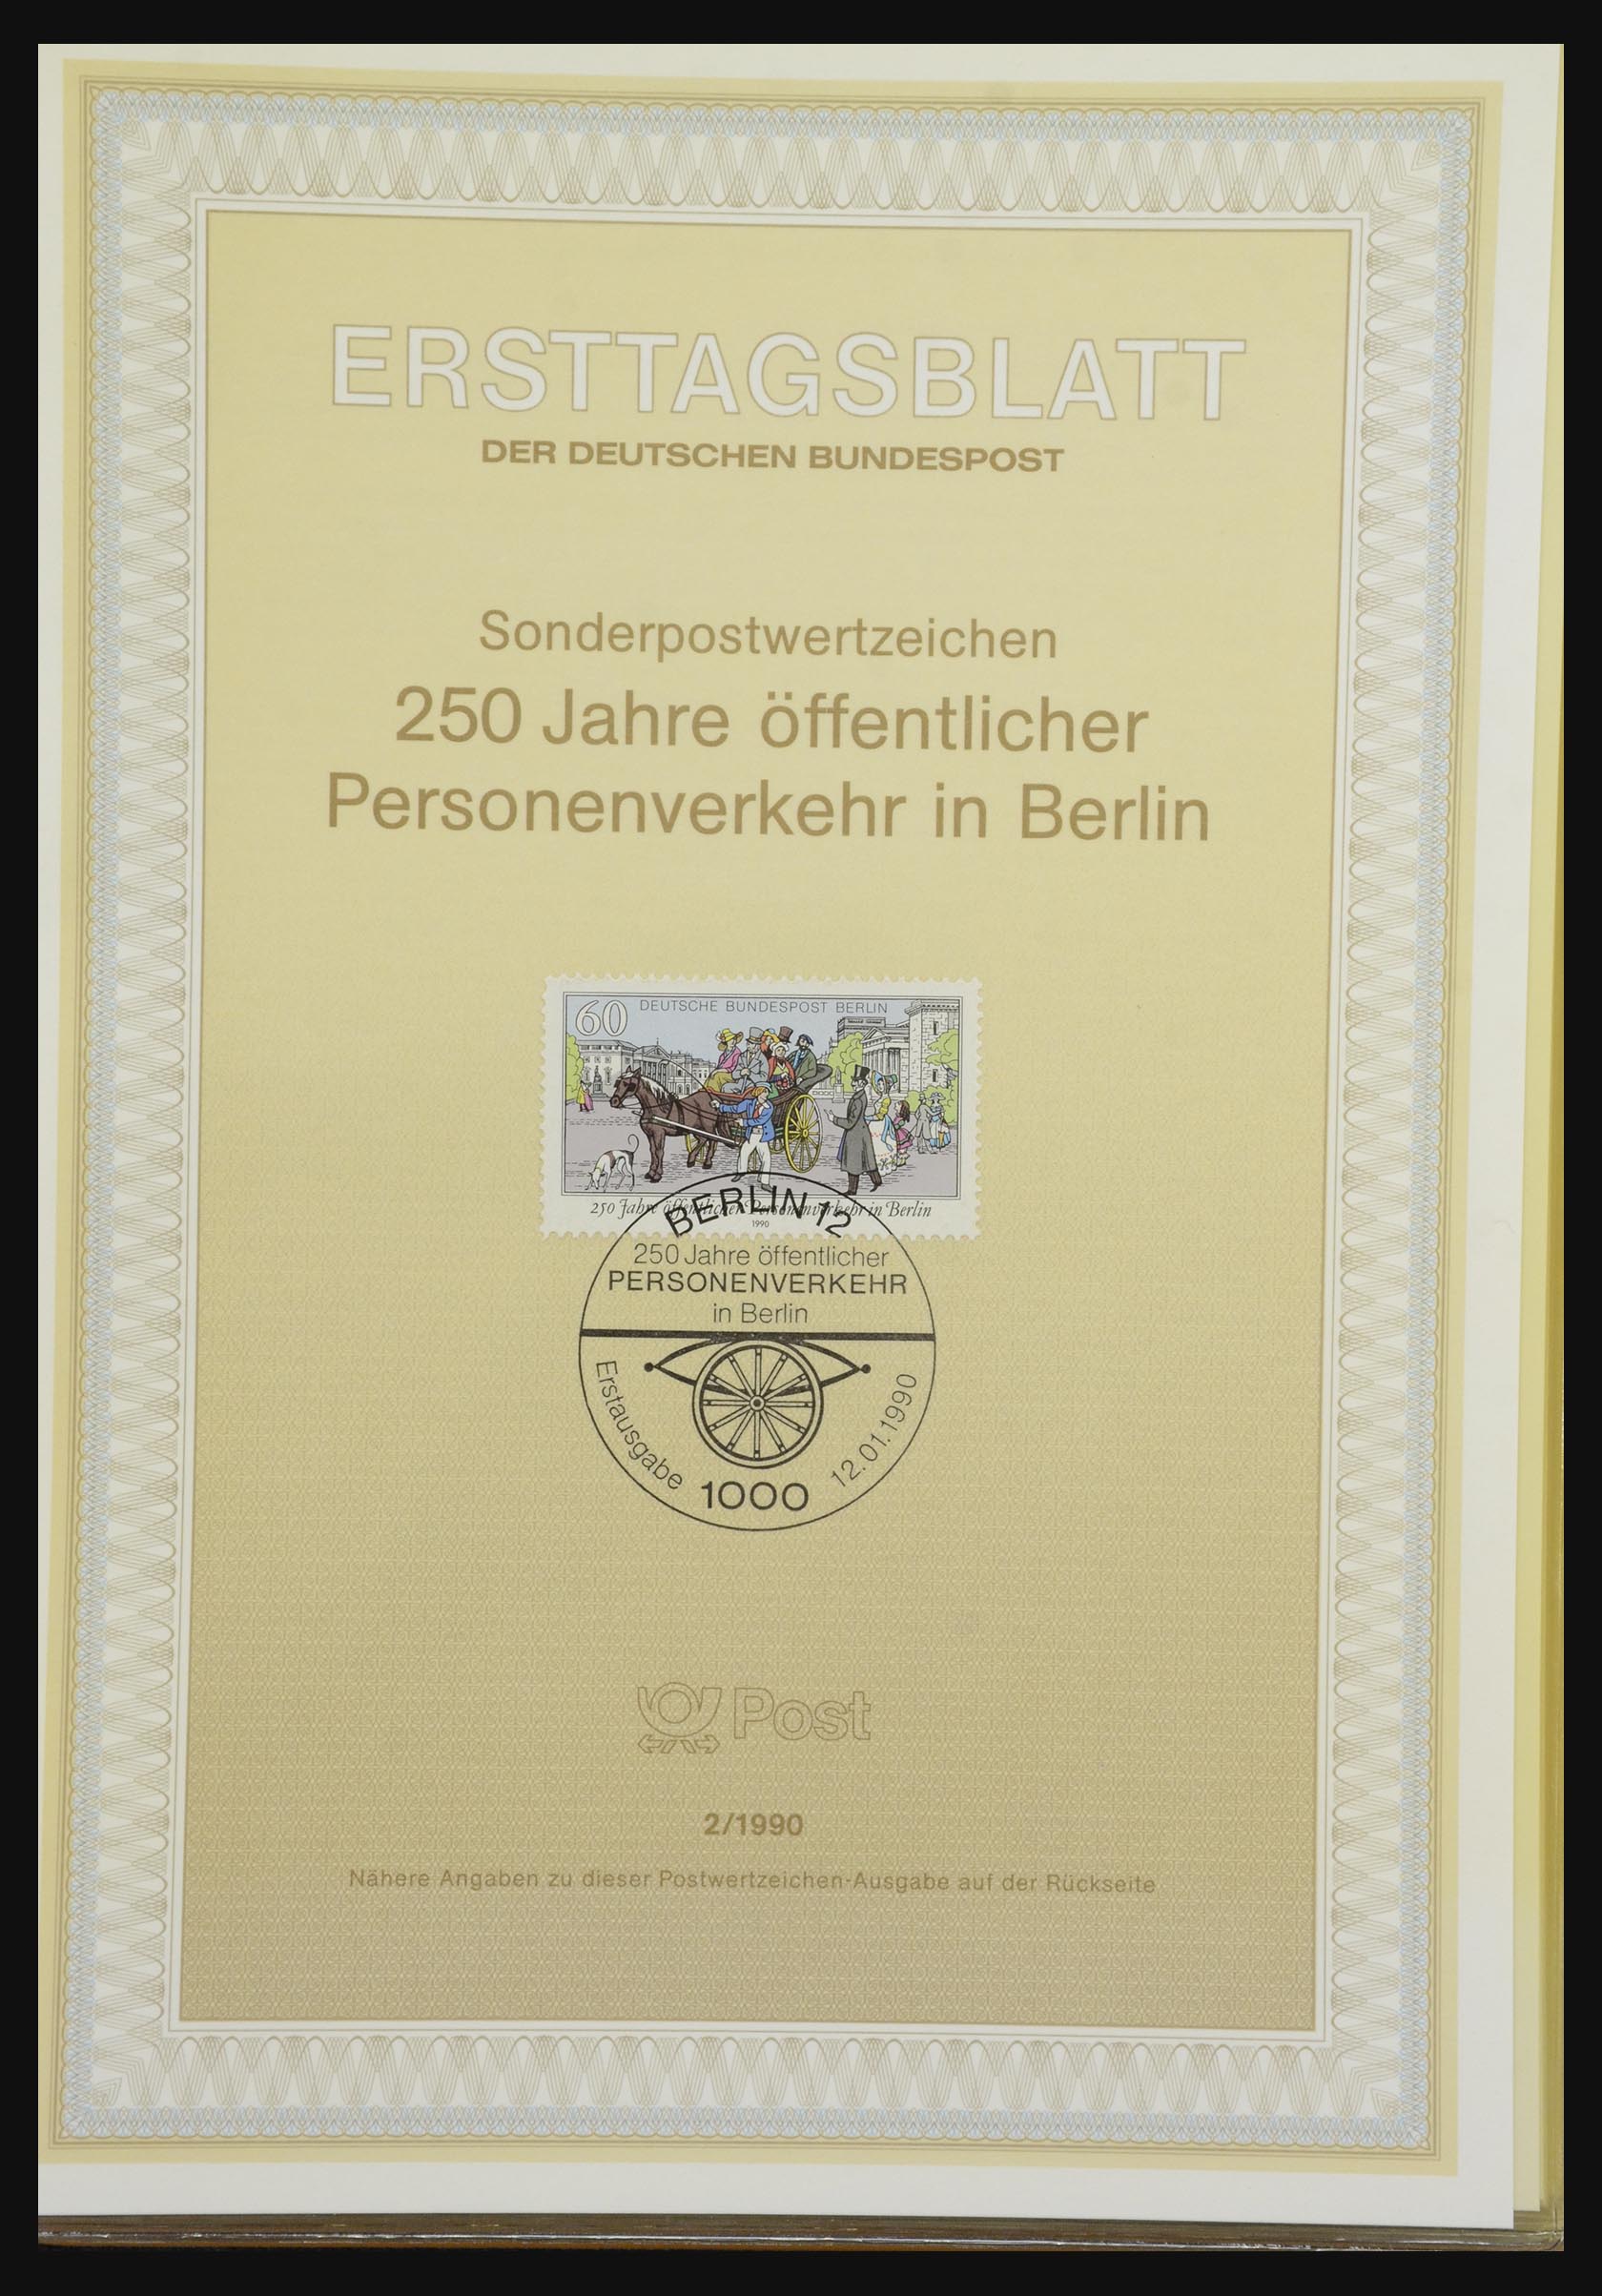 ERSTTAGSBLATT
DER DEUTSCHEN BUNDESPOST
Sonderpostwertzeichen
250 Jahre öffentlicher
Personenverkehr in Berlin
60 DEUTSCHE BUNDESPOST BERLIN
250 Jahre öffentlicher Personenverkehr in Berlin
1990
BERLIN 12
250 Jahre öffentlicher
PERSONENVERKEHR
in Berlin
Erstausgabe
12.01.1990
1000
Post
2/1990
Nähere Angaben zu dieser Postwertzeichen-Ausgabe auf der Rückseite